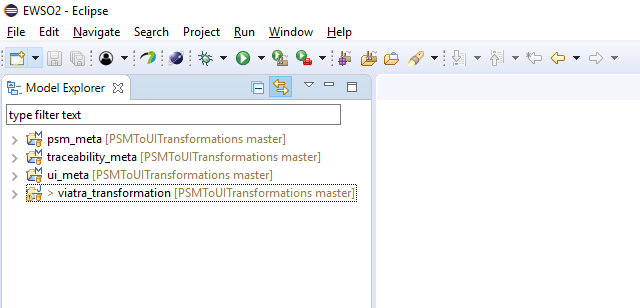 EWSO2 - Eclipse
File Edit Navigate Search Project Run Window Help
Model Explorer
type filter text
psm_meta [PSMToUITransformations master]
traceability_meta [PSMToUITransformations master]
ui_meta [PSMToUITransformations master]
> viatra_transformation [PSMToUITransformations master]